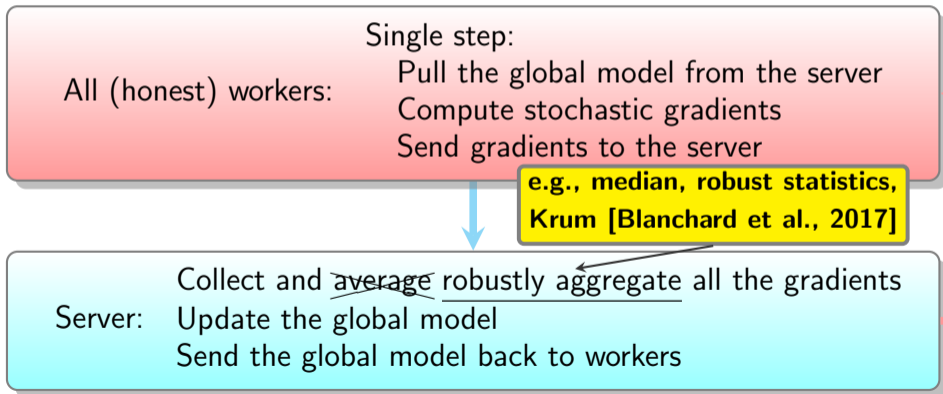 Single step:
All (honest) workers:
Pull the global model from the server
Compute stochastic gradients
Send gradients to the server
e.g., median, robust statistics,
Krum [Blanchard et al., 2017]
Collect and average robustly aggregate all the gradients
Server:
Update the global model
Send the global model back to workers